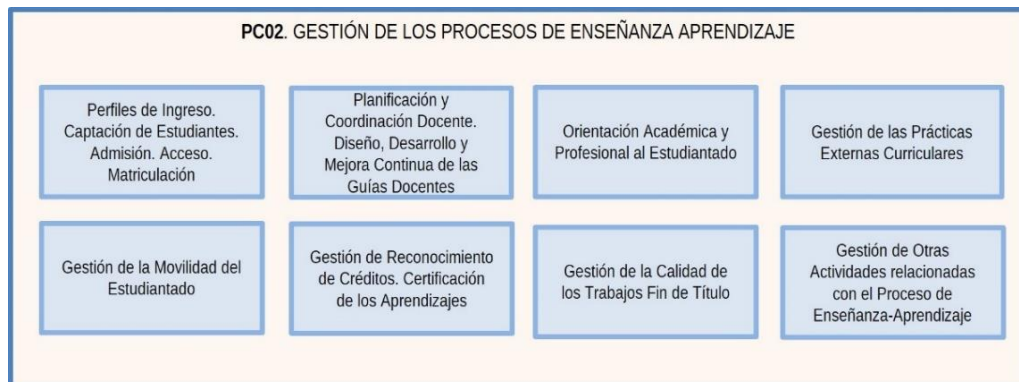 PC02. GESTIÓN DE LOS PROCESOS DE ENSEÑANZA APRENDIZAJE
Perfiles de Ingreso.
Captación de Estudiantes.
Admisión. Acceso.
Matriculación
Planificación y
Coordinación Docente.
Diseño, Desarrollo y
Mejora Continua de las
Guías Docentes
Orientación Académica y
Profesional al Estudiantado
Gestión de las Prácticas
Externas Curriculares
Gestión de la Movilidad del
Estudiantado
Gestión de Reconocimiento
de Créditos. Certificación
de los Aprendizajes
Gestión de la Calidad de
los Trabajos Fin de Título
Gestión de Otras
Actividades relacionadas
con el Proceso de
Enseñanza-Aprendizaje